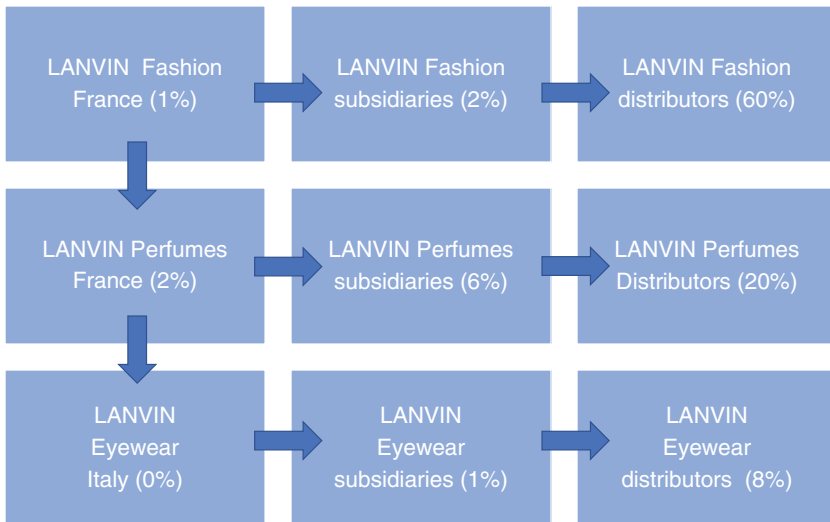 LANVIN Fashion
France (1%)
LANVIN Fashion
subsidiaries (2%)
LANVIN Fashion
distributors (60%)
LANVIN Perfumes
France (2%)
LANVIN Perfumes
subsidiaries (6%)
LANVIN Perfumes
Distributors (20%)
LANVIN
Eyewear
Italy (0%)
LANVIN
Eyewear
subsidiaries (1%)
LANVIN
Eyewear
distributors (8%)